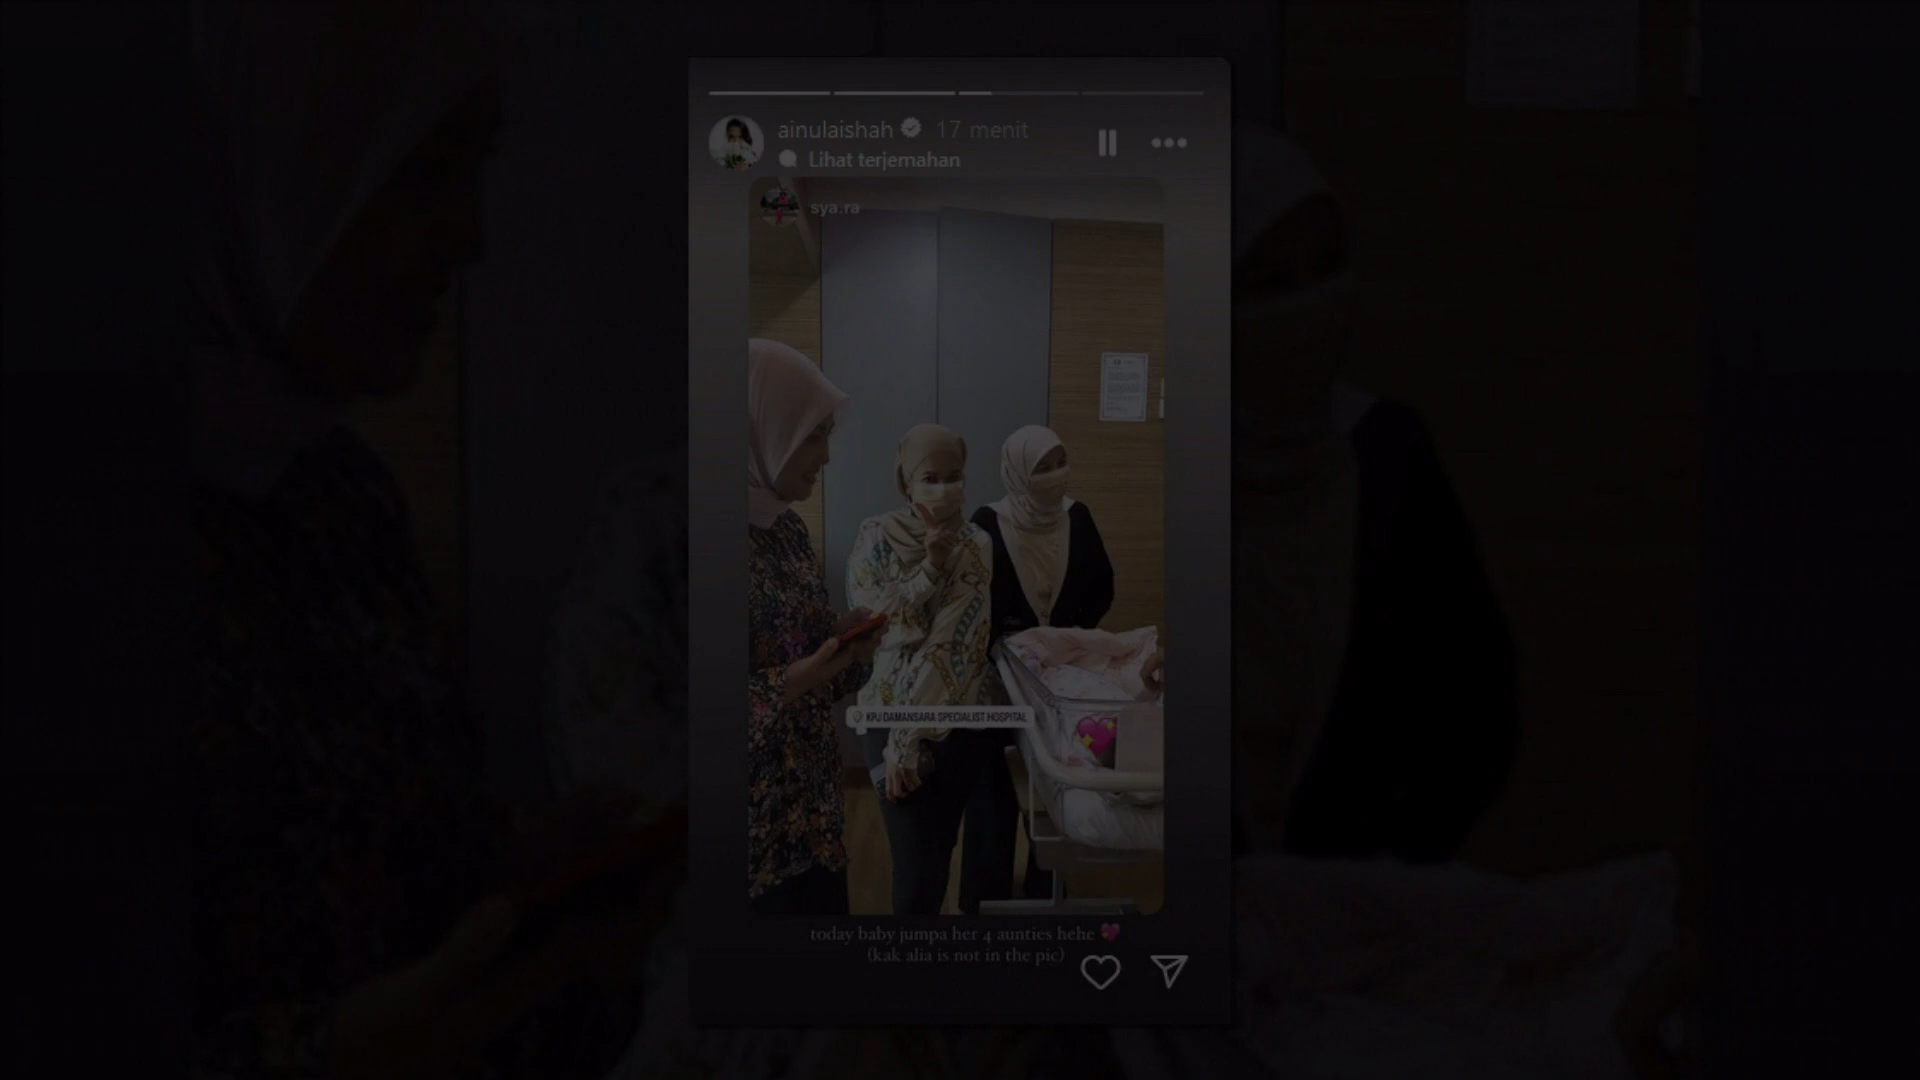 ainulaishah 17 menit
Lihat terjemahan
sya.ra
KPJ DAMANSARA SPECIALIST HOSPITAL
today baby jumpa her 4 aunties hehe 💖
(kak alia is not in the pic)